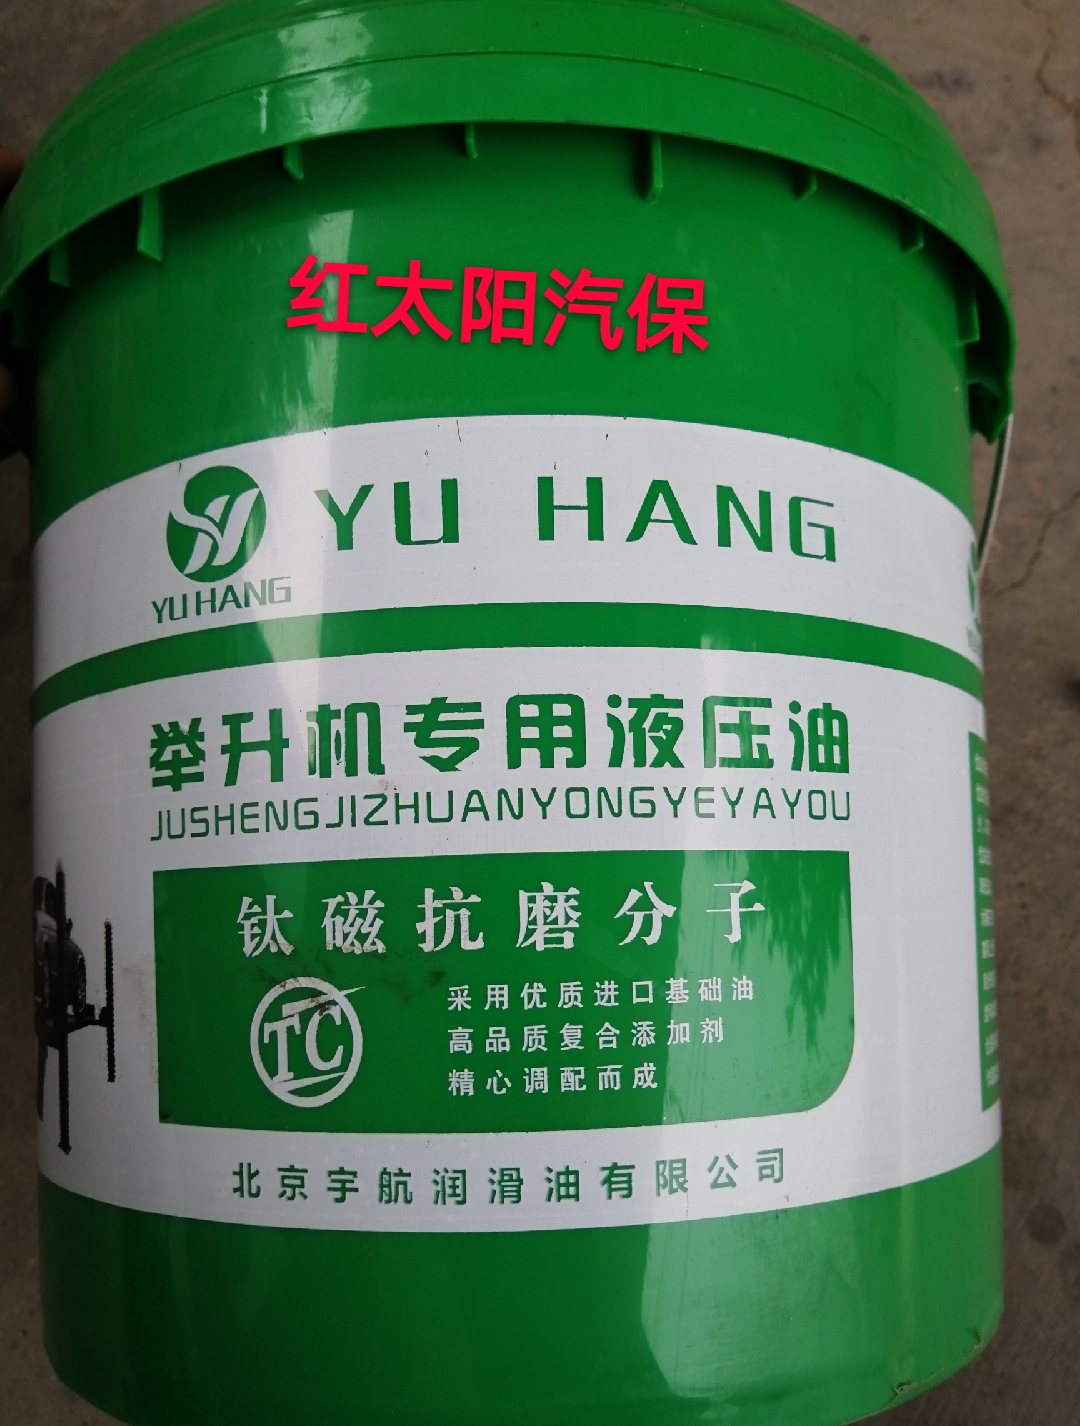 红太阳汽保
YU HANG
YU HANG
举升机专用液压油
JUSHENGJIZHUANYONGYEYAYOU
钛磁抗磨分子
TC
采用优质进口基础油
高品质复合添加剂
精心调配而成
北京宇航润滑油有限公司